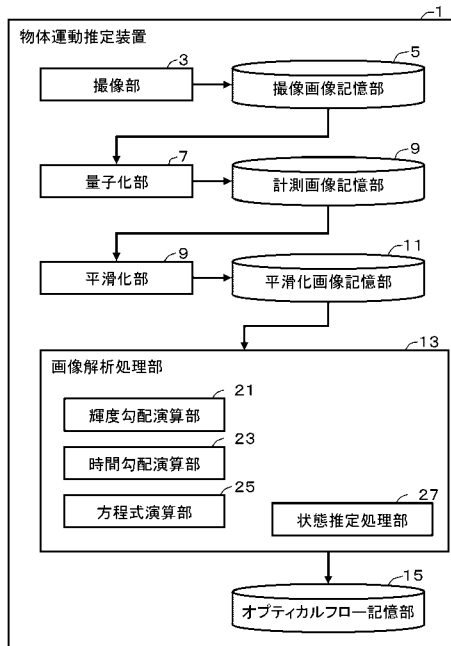 1
物体運動推定装置
3
撮像部
5
撮像画像記憶部
7
量子化部
9
計測画像記憶部
9
平滑化部
11
平滑化画像記憶部
13
画像解析処理部
21
輝度勾配演算部
23
時間勾配演算部
25
方程式演算部
27
状態推定処理部
15
オプティカルフロー記憶部